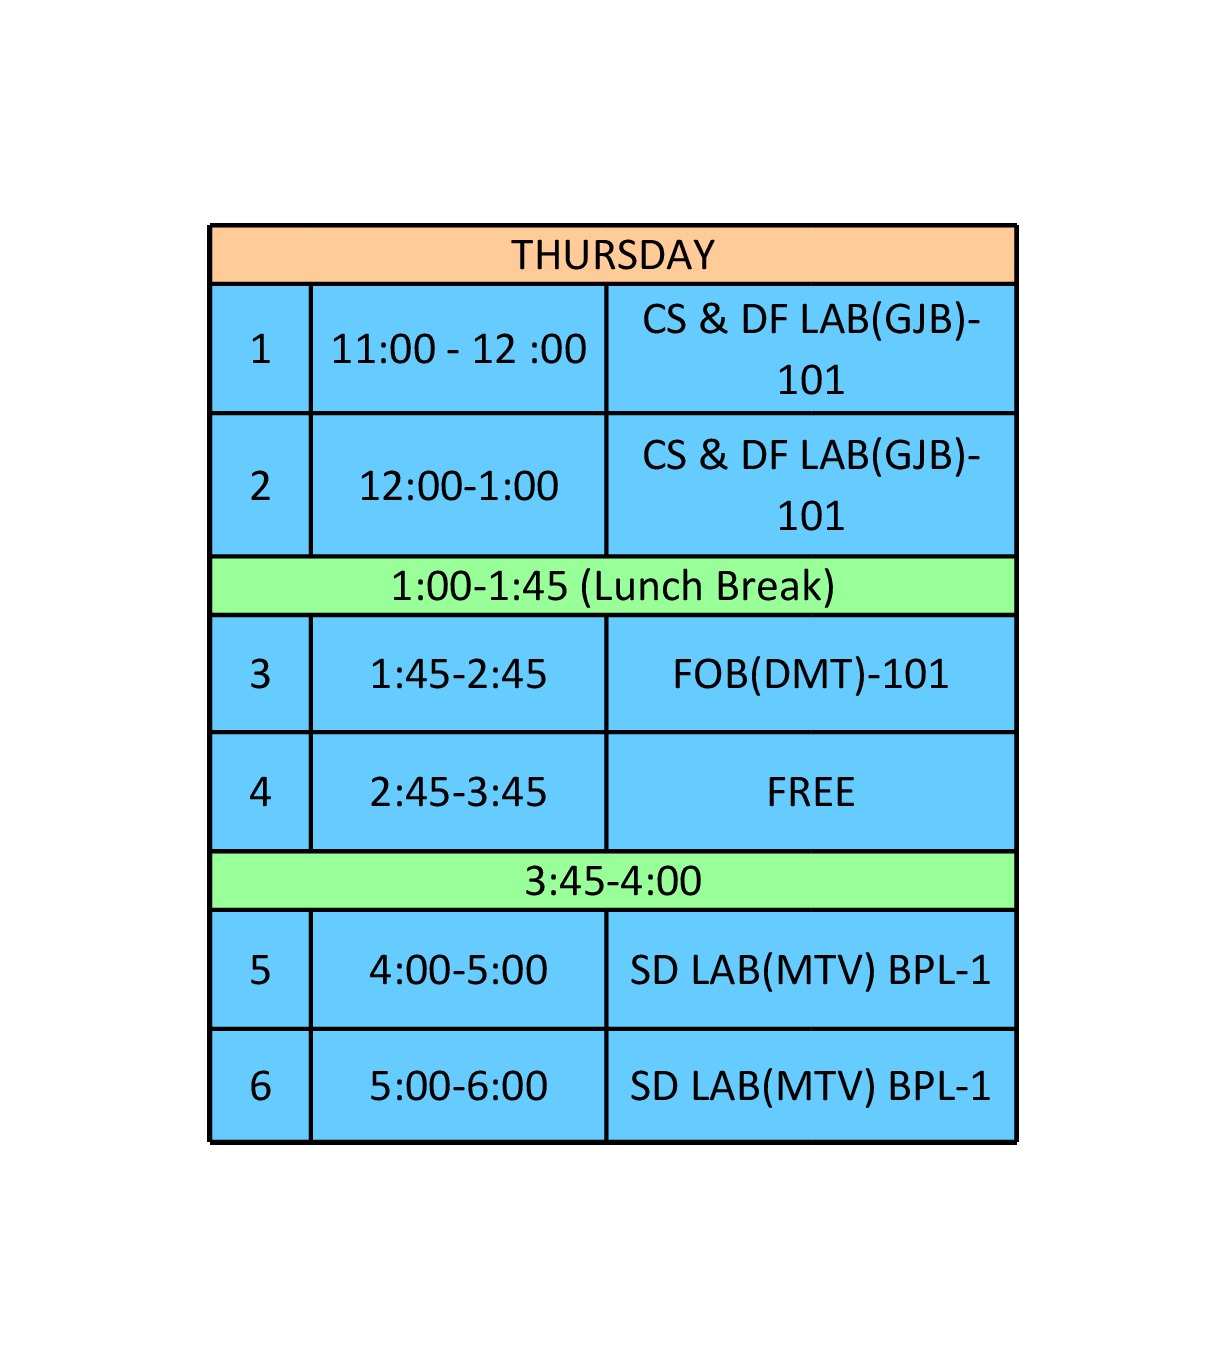 THURSDAY
1 11:00 - 12 :00 CS & DF LAB(GJB)-
101
2 12:00-1:00 CS & DF LAB(GJB)-
101
1:00-1:45 (Lunch Break)
3 1:45-2:45 FOB(DMT)-101
4 2:45-3:45 FREE
3:45-4:00
5 4:00-5:00 SD LAB(MTV) BPL-1
6 5:00-6:00 SD LAB(MTV) BPL-1